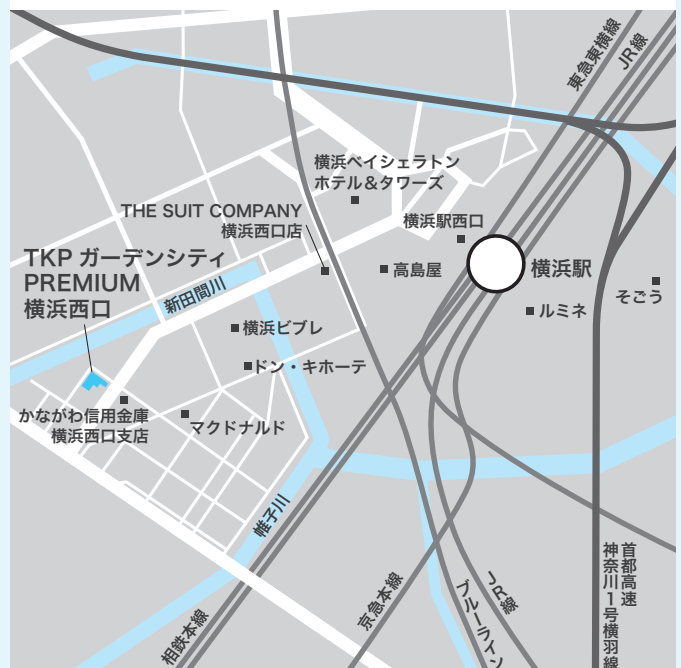 東急東横線
JR線
横浜ベイシェラトン
ホテル＆タワーズ
THE SUIT COMPANY
横浜西口店
横浜駅西口
TKP ガーデンシティ
PREMIUM
横浜西口
高島屋
横浜駅
そごう
新田間川
ルミネ
横浜ビブレ
ドン・キホーテ
かながわ信用金庫
横浜西口支店
マクドナルド
帷子川
相鉄本線
京急本線
ブルーライン
JR線
首都高速
神奈川1号横羽線